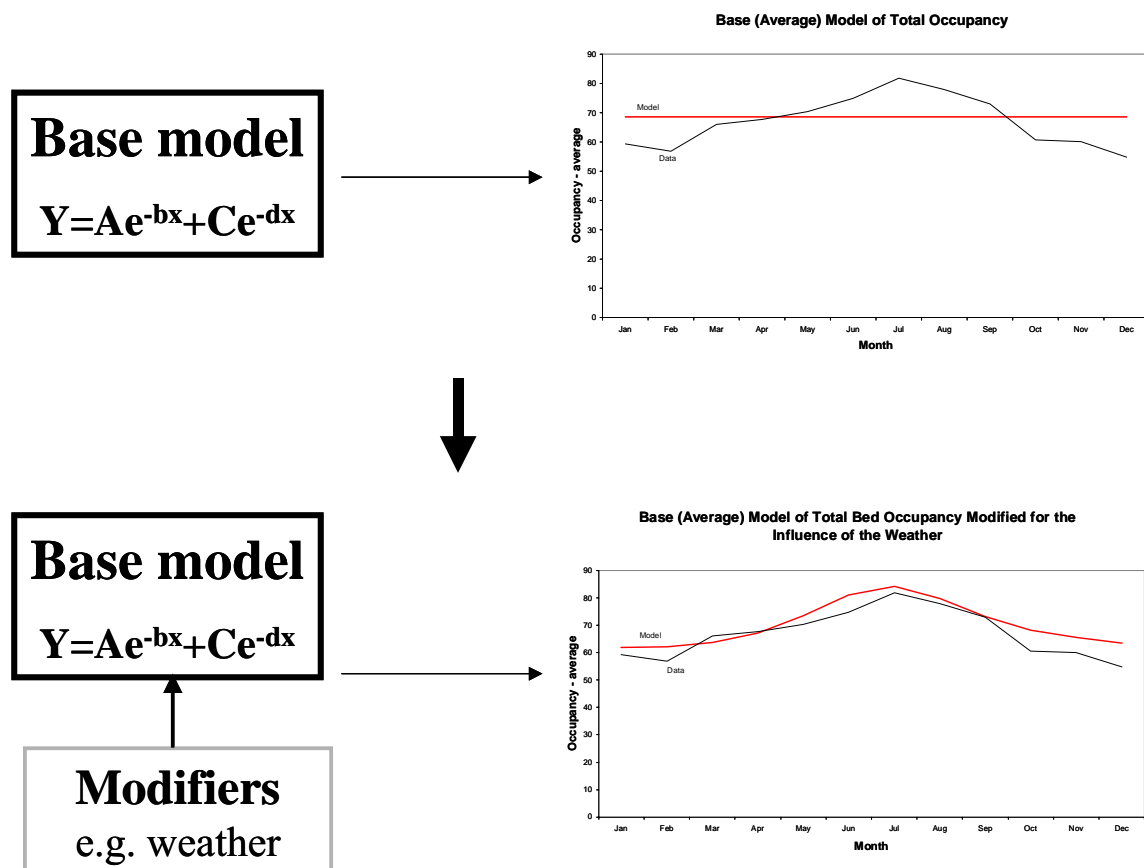 Base (Average) Model of Total Occupancy
Base model
Y=Ae^-bx+Ce^-dx
Occupancy - average
90
80
70
60
50
40
30
20
10
0
Model
Data
Jan Feb Mar Apr May Jun Jul Aug Sep Oct Nov Dec
Month
Base (Average) Model of Total Bed Occupancy Modified for the
Influence of the Weather
Base model
Y=Ae^-bx+Ce^-dx
Modifiers
e.g. weather
Occupancy - average
90
80
70
60
50
40
30
20
10
0
Model
Data
Jan Feb Mar Apr May Jun Jul Aug Sep Oct Nov Dec
Month